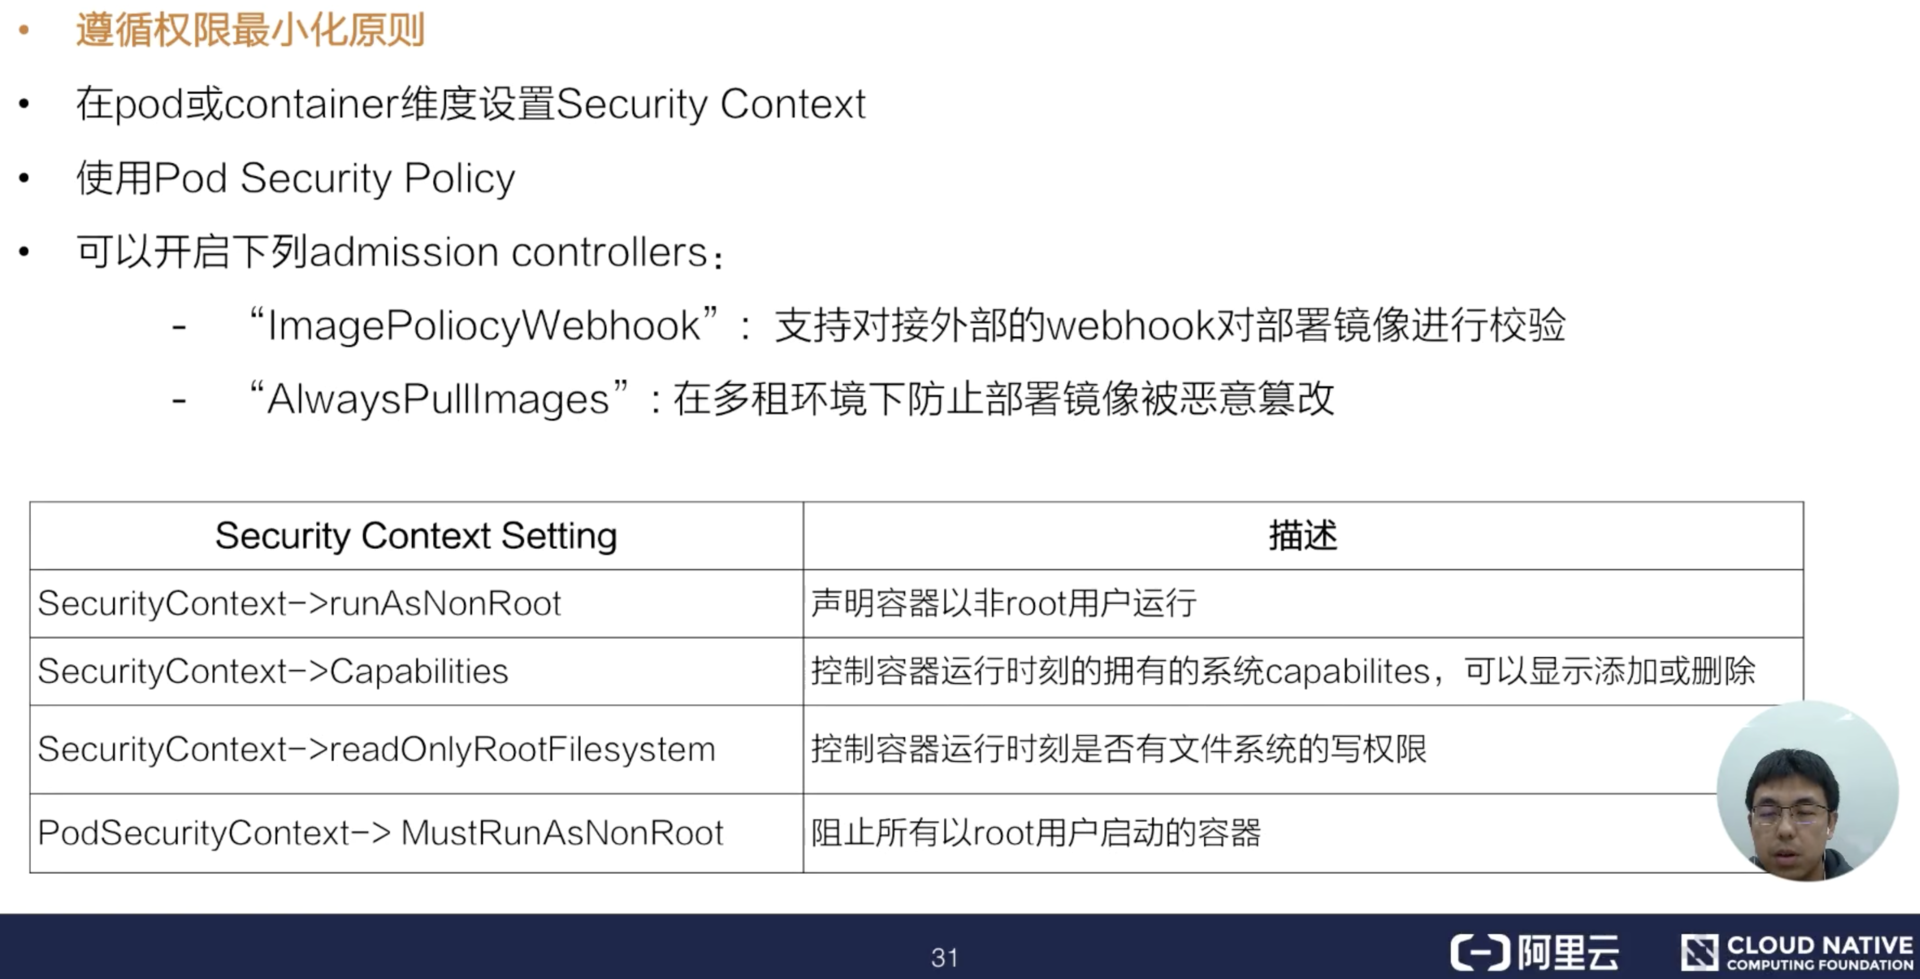 • 遵循权限最小化原则
• 在pod或container维度设置Security Context
• 使用Pod Security Policy
• 可以开启下列admission controllers：
- “ImagePoliocyWebhook”： 支持对接外部的webhook对部署镜像进行校验
- “AlwaysPullImages”：在多租环境下防止部署镜像被恶意篡改
Security Context Setting 描述
SecurityContext->runAsNonRoot 声明容器以非root用户运行
SecurityContext->Capabilities 控制容器运行时刻的拥有的系统capabilites，可以显示添加或删除
SecurityContext->readOnlyRootFilesystem 控制容器运行时刻是否有文件系统的写权限
PodSecurityContext-> MustRunAsNonRoot 阻止所有以root用户启动的容器
31
阿里云
CLOUD NATIVE
COMPUTING FOUNDATION